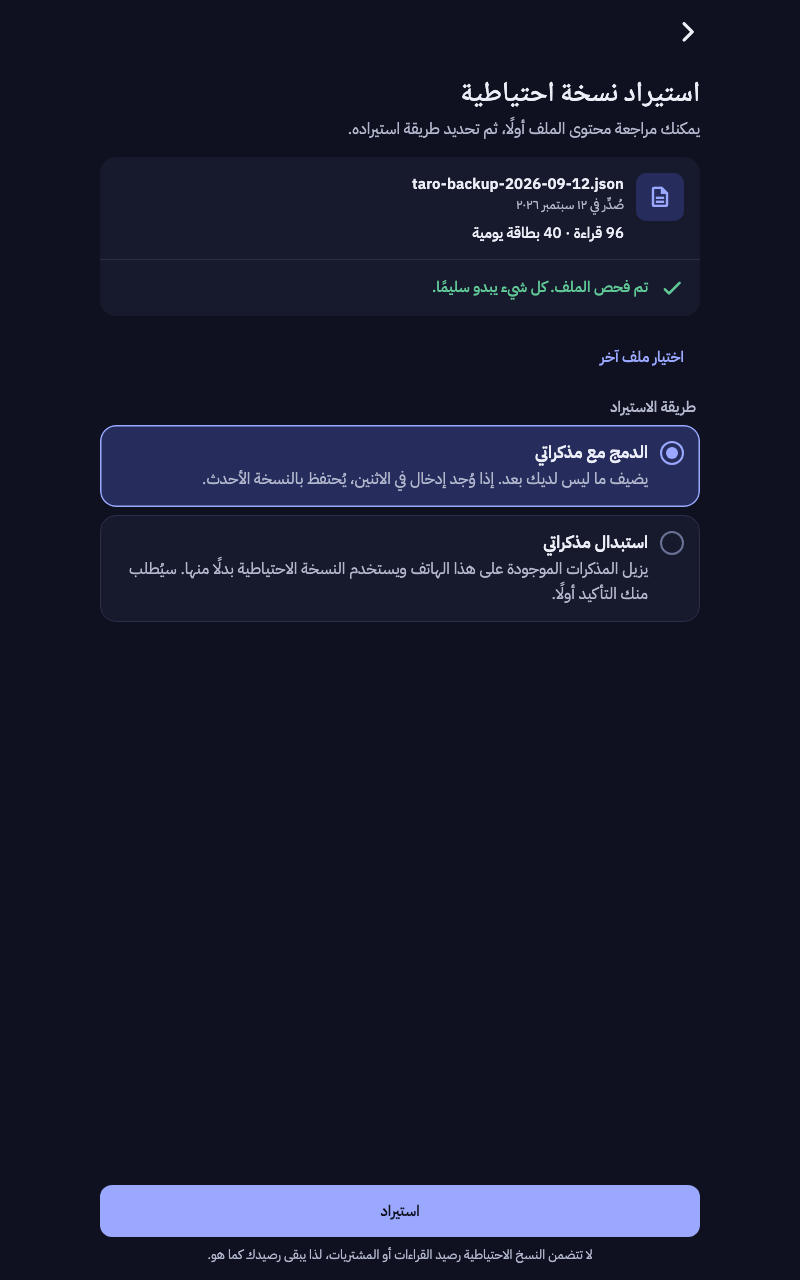 استيراد نسخة احتياطية
يمكنك مراجعة محتوى الملف أولًا، ثم تحديد طريقة استيراده.
taro-backup-2026-09-12.json
صُدِّر في ١٢ سبتمبر ٢٠٢٦
96 قراءة · 40 بطاقة يومية
تم فحص الملف. كل شيء يبدو سليمًا.
اختيار ملف آخر
طريقة الاستيراد
الدمج مع مذكراتي
يضيف ما ليس لديك بعد. إذا وُجد إدخال في الاثنين، يُحتفظ بالنسخة الأحدث.
استبدال مذكراتي
يزيل المذكرات الموجودة على هذا الهاتف ويستخدم النسخة الاحتياطية بدلًا منها. سيُطلب
منك التأكيد أولًا.
استيراد
لا تتضمن النسخ الاحتياطية رصيد القراءات أو المشتريات، لذا يبقى رصيدك كما هو.